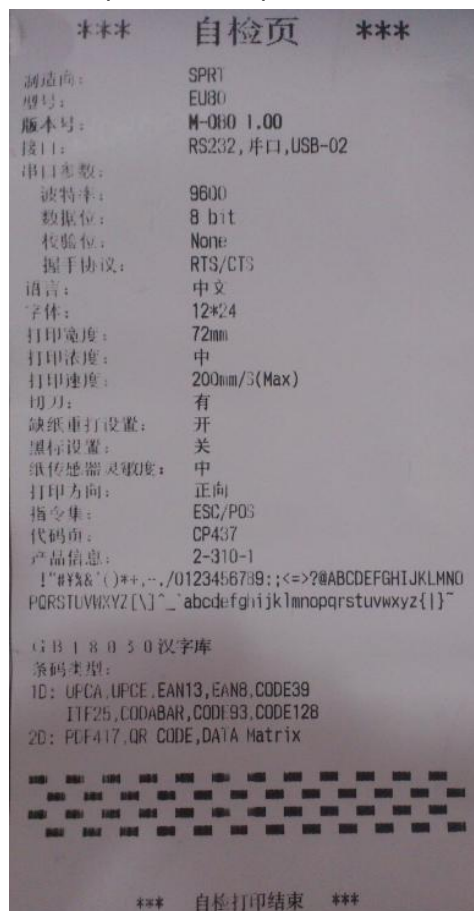 *** 自检页 ***
制造商: SPRT
型号: EU80
版本号: M-080 1.00
接口: RS232,串口,USB-02
串口参数:
波特率: 9600
数据位: 8 bit
校验位: None
握手协议: RTS/CTS
语言: 中文
字体: 12*24
打印宽度: 72mm
打印浓度: 中
打印速度: 200mm/S(Max)
切刀: 有
缺纸重打设置: 开
黑标设置: 关
纸传感器灵敏度: 中
打印方向: 正向
指令集: ESC/POS
代码页: CP437
产品信息: 2-310-1
!"#¥%&'()*+,-./0123456789:;<=>?@ABCDEFGHIJKLMNO
PQRSTUVWXYZ[\]^_`abcdefghijklmnopqrstuvwxyz{|}~
GB18030汉字库
条码类型:
1D: UPCA,UPCE,EAN13,EAN8,CODE39
ITF25,CODABAR,CODE93,CODE128
2D: PDF417,QR CODE,DATA Matrix
*** 自检打印结束 ***